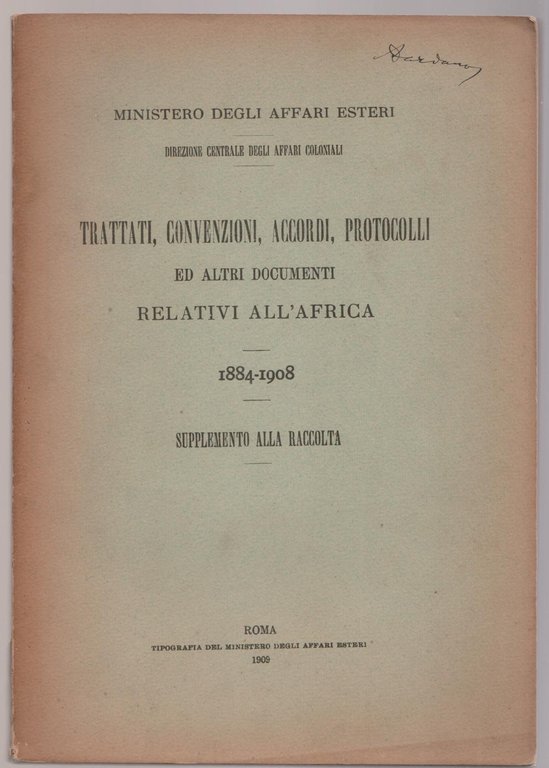 MINISTERO DEGLI AFFARI ESTERI
DIREZIONE CENTRALE DEGLI AFFARI COLONIALI
TRATTATI, CONVENZIONI, ACCORDI, PROTOCOLLI
ED ALTRI DOCUMENTI
RELATIVI ALL'AFRICA
1884-1908
SUPPLEMENTO ALLA RACCOLTA
ROMA
TIPOGRAFIA DEL MINISTERO DEGLI AFFARI ESTERI
1909